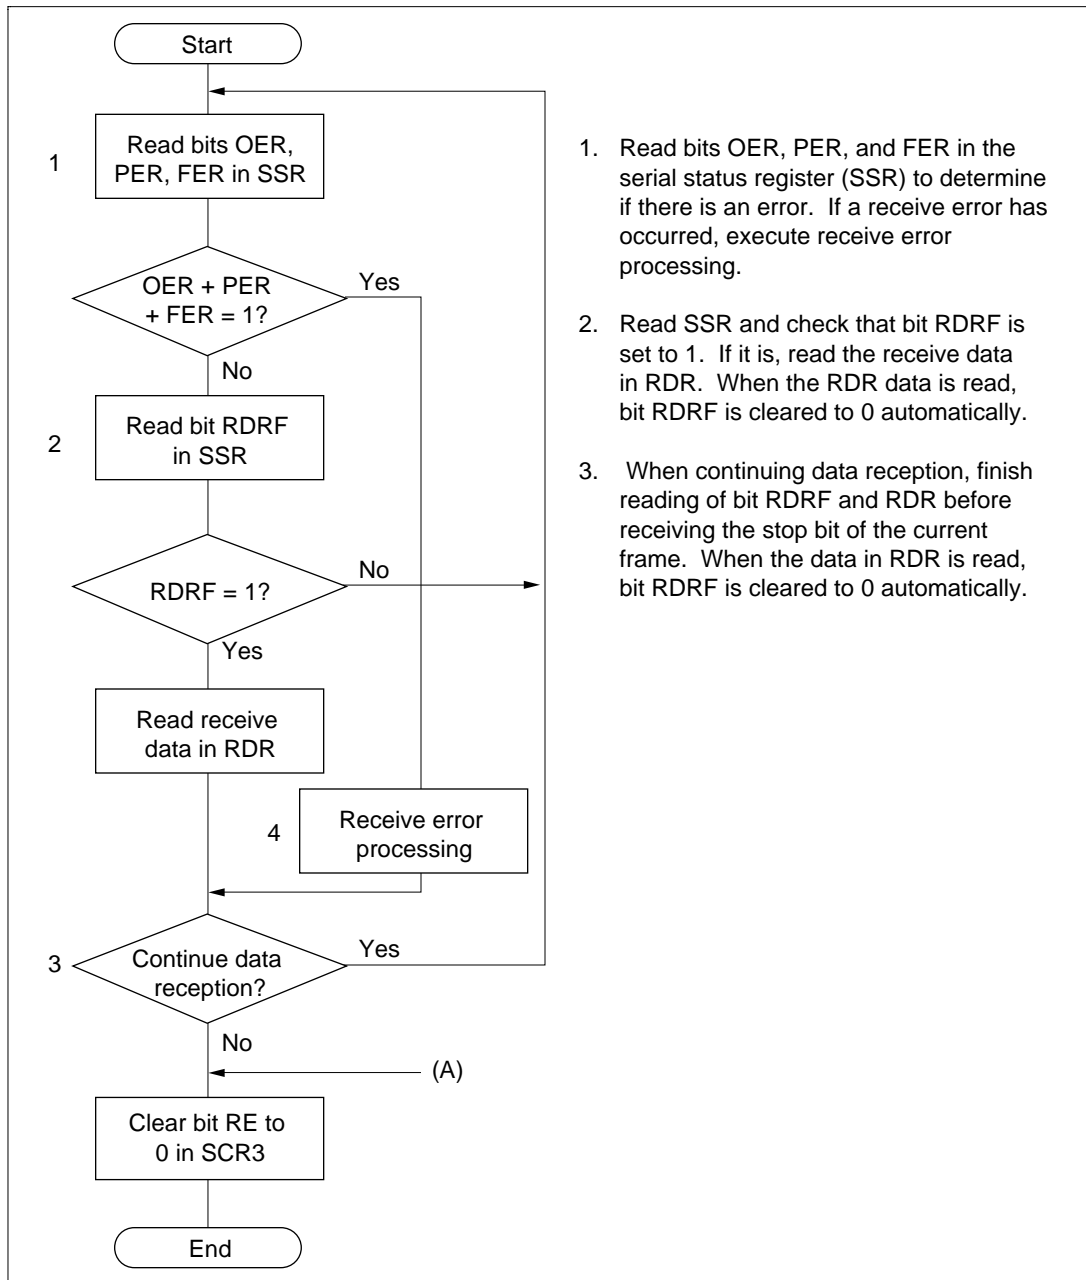 Start
1
Read bits OER,
PER, FER in SSR
OER + PER
+ FER = 1?
Yes
No
2
Read bit RDRF
in SSR
RDRF = 1?
No
Yes
Read receive
data in RDR
4
Receive error
processing
3
Continue data
reception?
Yes
No
(A)
Clear bit RE to
0 in SCR3
End
1. Read bits OER, PER, and FER in the
serial status register (SSR) to determine
if there is an error. If a receive error has
occurred, execute receive error
processing.
2. Read SSR and check that bit RDRF is
set to 1. If it is, read the receive data
in RDR. When the RDR data is read,
bit RDRF is cleared to 0 automatically.
3. When continuing data reception, finish
reading of bit RDRF and RDR before
receiving the stop bit of the current
frame. When the data in RDR is read,
bit RDRF is cleared to 0 automatically.